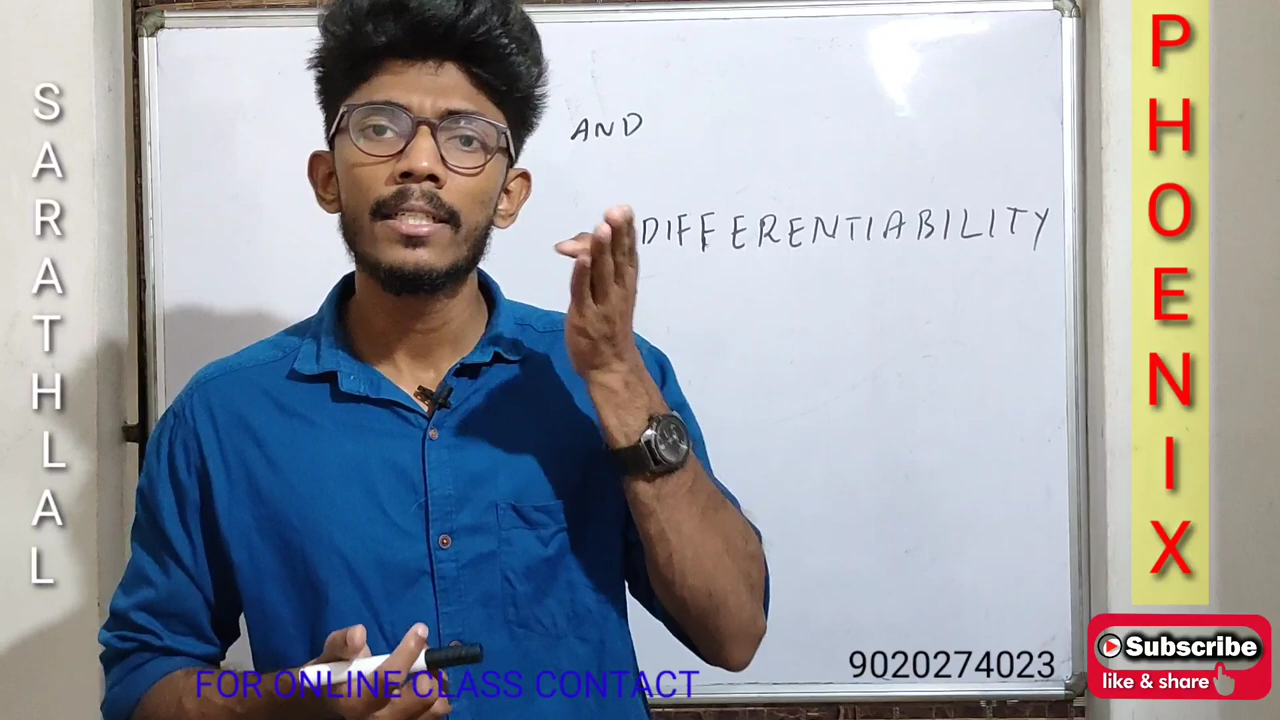 SARATHLAL
AND
DIFFERENTIABILITY
PHOENIX
FOR ONLINE CLASS CONTACT
9020274023
Subscribe
like & share